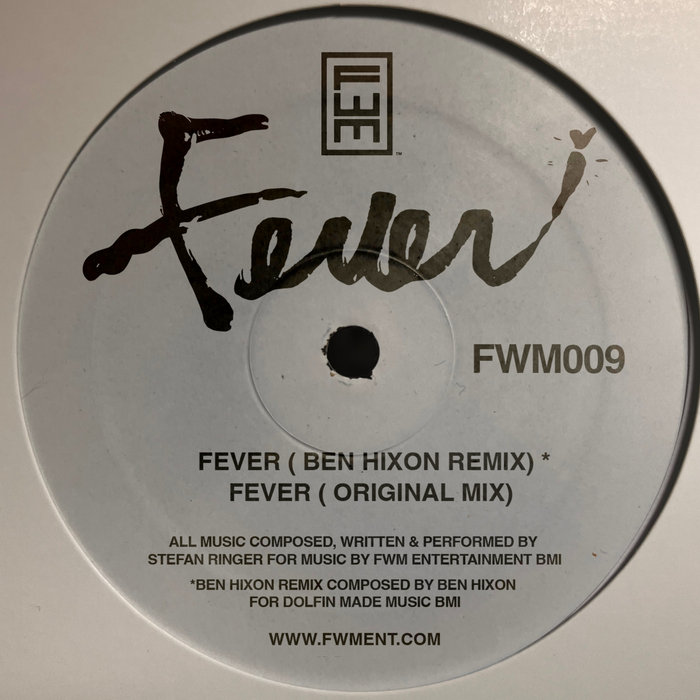 FWE
™
Fever
FWM009
FEVER ( BEN HIXON REMIX) *
FEVER ( ORIGINAL MIX)
ALL MUSIC COMPOSED, WRITTEN & PERFORMED BY
STEFAN RINGER FOR MUSIC BY FWM ENTERTAINMENT BMI
*BEN HIXON REMIX COMPOSED BY BEN HIXON
FOR DOLFIN MADE MUSIC BMI
WWW.FWMENT.COM